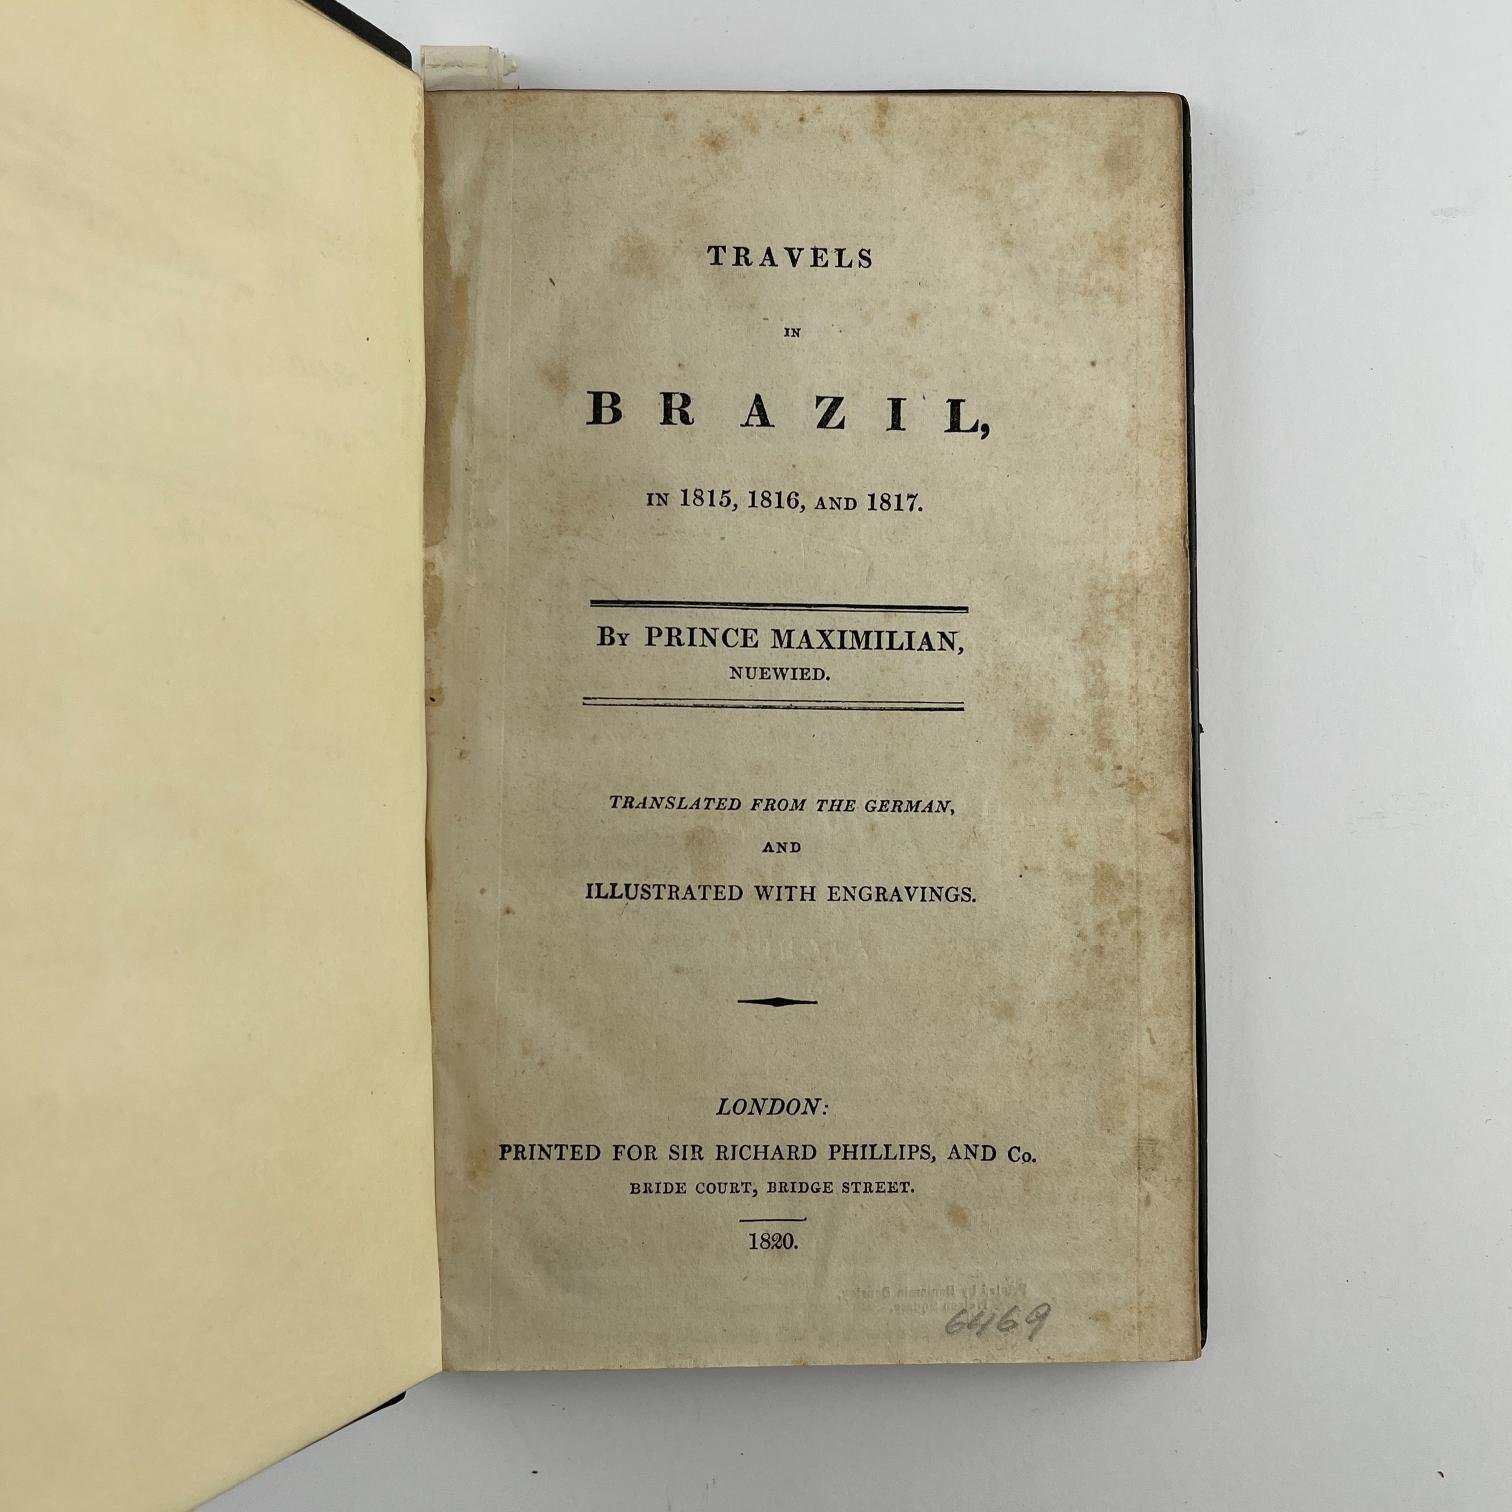 TRAVELS
IN
BRAZIL,
IN 1815, 1816, AND 1817.
By PRINCE MAXIMILIAN,
NUEWIED.
TRANSLATED FROM THE GERMAN,
AND
ILLUSTRATED WITH ENGRAVINGS.
LONDON:
PRINTED FOR SIR RICHARD PHILLIPS, AND Co.
BRIDE COURT, BRIDGE STREET.
1820.
6469